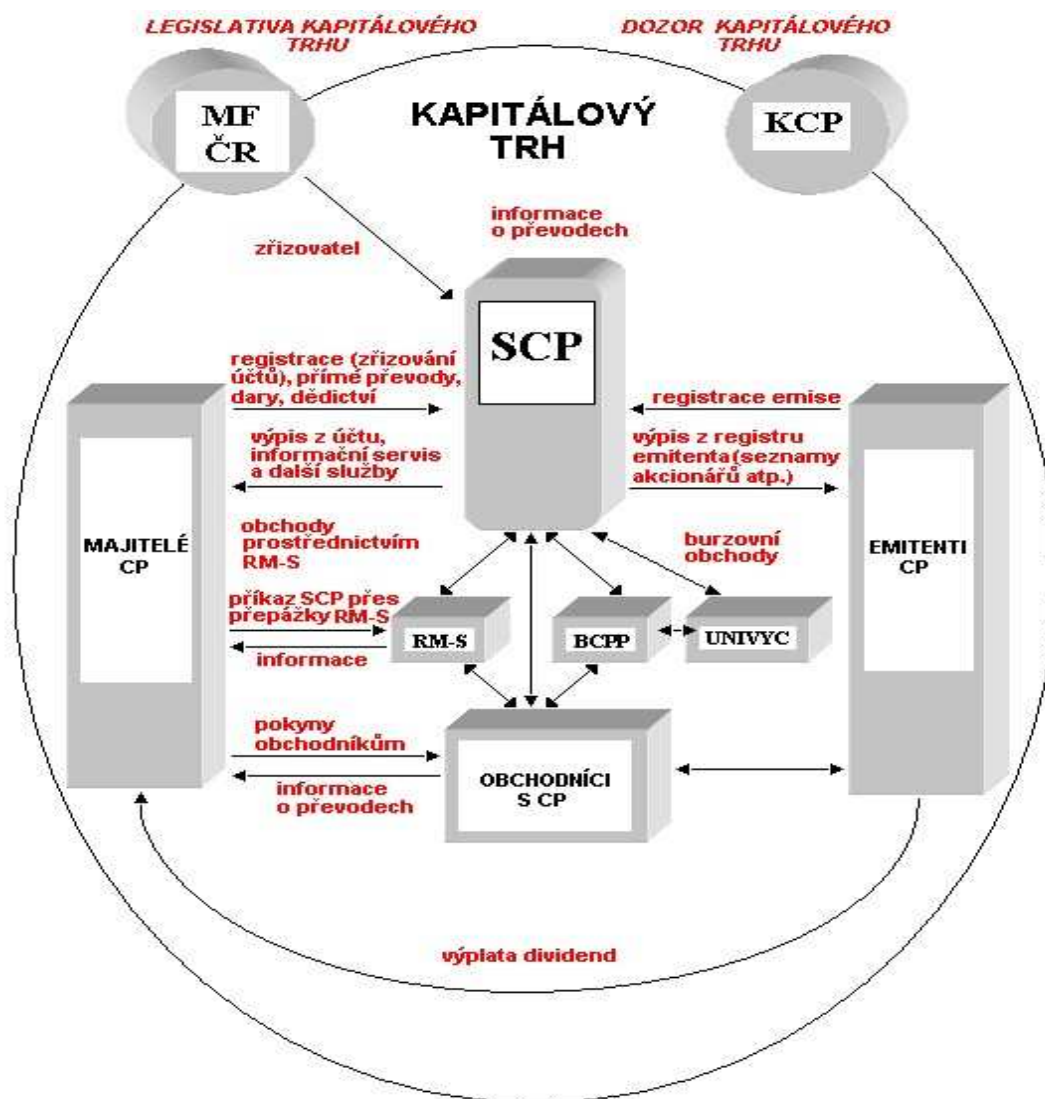 LEGISLATIVA KAPITÁLOVÉHO
TRHU
DOZOR KAPITÁLOVÉHO
TRHU
MF
ČR
KAPITÁLOVÝ
TRH
KCP
informace
o převodech
zřizovatel
SCP
registrace (zřizování
účtů), přímé převody,
dary, dědictví
registrace emise
výpis z účtu,
informační servis
a další služby
výpis z registru
emitenta(seznamy
akcionářů atp.)
MAJITELÉ
CP
obchody
prostřednictvím
RM-S
burzovní
obchody
EMITENTI
CP
příkaz SCP přes
přepážky RM-S
RM-S
BCPP
UNIVYC
informace
pokyny
obchodníkům
OBCHODNÍCI
S CP
informace
o převodech
výplata dividend